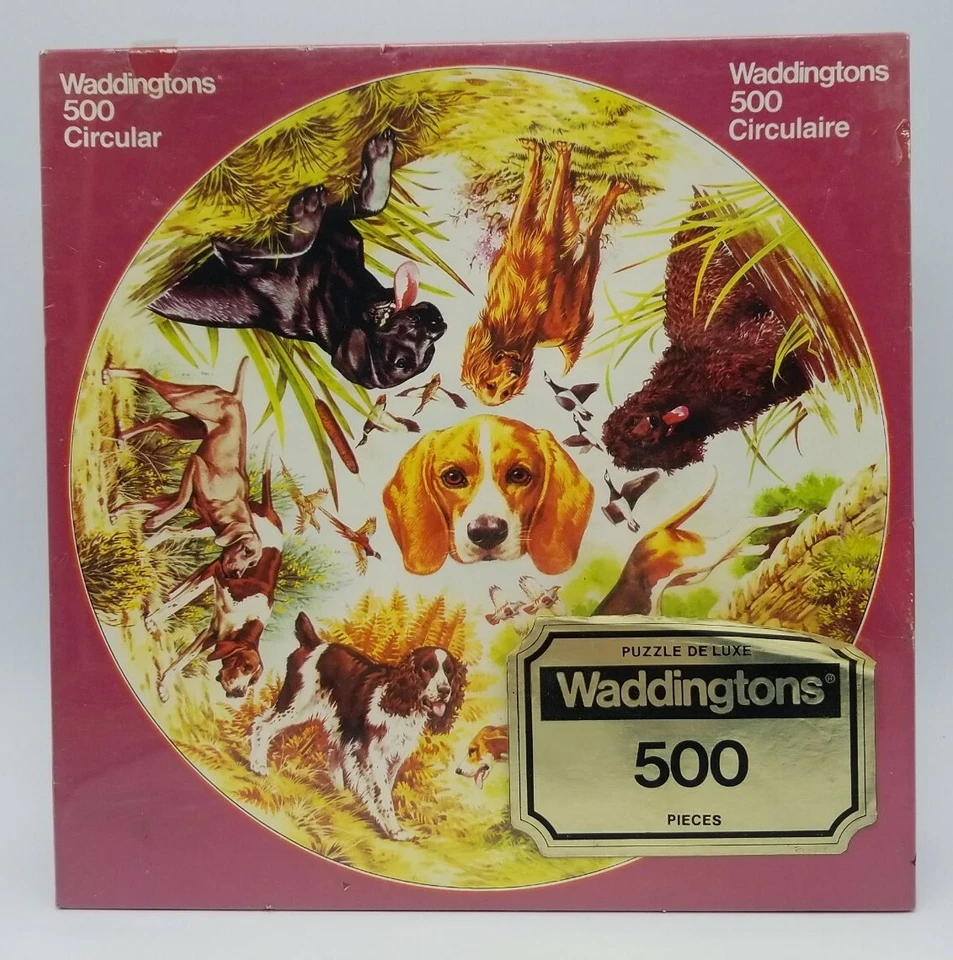 Waddingtons
500
Circular
Waddingtons
500
Circulaire
PUZZLE DE LUXE
Waddingtons®
500
PIECES